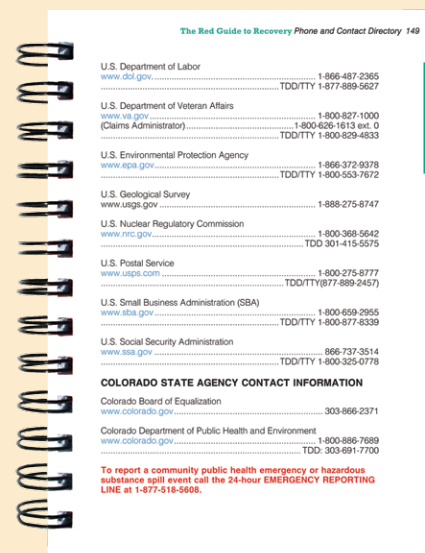 The Red Guide to Recovery Phone and Contact Directory 149
U.S. Department of Labor
www.dol.gov................................................................ 1-866-487-2365
....................................................................TDD/TTY 1-877-889-5627
U.S. Department of Veteran Affairs
www.va.gov ................................................................ 1-800-827-1000
(Claims Administrator).........................................1-800-626-1613 ext. 0
....................................................................TDD/TTY 1-800-829-4833
U.S. Environmental Protection Agency
www.epa.gov............................................................... 1-866-372-9378
....................................................................TDD/TTY 1-800-553-7672
U.S. Geological Survey
www.usgs.gov ............................................................ 1-888-275-8747
U.S. Nuclear Regulatory Commission
www.nrc.gov................................................................ 1-800-368-5642
............................................................................. TDD 301-415-5575
U.S. Postal Service
www.usps.com ........................................................... 1-800-275-8777
.....................................................................TDD/TTY(877-889-2457)
U.S. Small Business Administration (SBA)
www.sba.gov............................................................... 1-800-659-2955
....................................................................TDD/TTY 1-800-877-8339
U.S. Social Security Administration
www.ssa.gov ................................................................. 866-737-3514
....................................................................TDD/TTY 1-800-325-0778
COLORADO STATE AGENCY CONTACT INFORMATION
Colorado Board of Equalization
www.colorado.gov......................................................... 303-866-2371
Colorado Department of Public Health and Environment
www.colorado.gov....................................................... 1-800-886-7689
............................................................................ TDD: 303-691-7700
To report a community public health emergency or hazardous
substance spill event call the 24-hour EMERGENCY REPORTING
LINE at 1-877-518-5608.